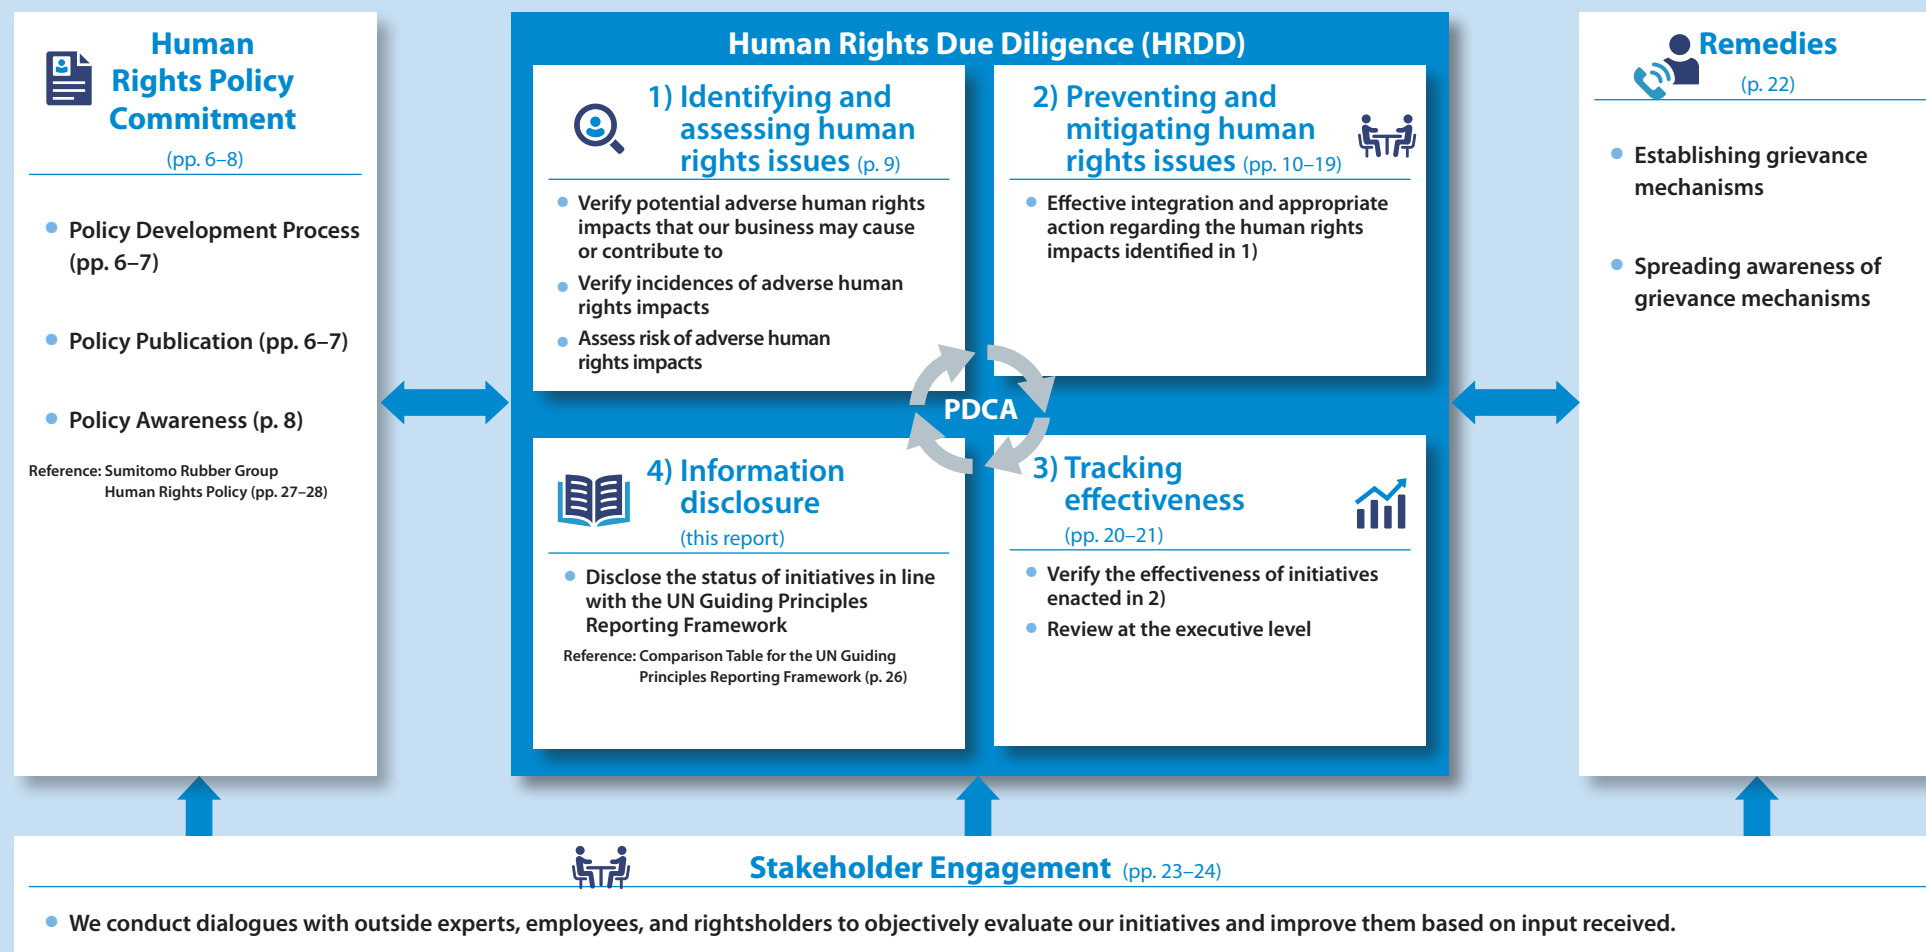 Human
Rights Policy
Commitment
(pp. 6–8)
Policy Development Process
(pp. 6–7)
Policy Publication (pp. 6–7)
Policy Awareness (p. 8)
Reference: Sumitomo Rubber Group
Human Rights Policy (pp. 27–28)
Human Rights Due Diligence (HRDD)
1) Identifying and
assessing human
rights issues (p. 9)
Verify potential adverse human rights
impacts that our business may cause
or contribute to
Verify incidences of adverse human
rights impacts
Assess risk of adverse human
rights impacts
2) Preventing and
mitigating human
rights issues (pp. 10–19)
Effective integration and appropriate
action regarding the human rights
impacts identified in 1)
PDCA
3) Tracking
effectiveness
(pp. 20–21)
Verify the effectiveness of initiatives
enacted in 2)
Review at the executive level
4) Information
disclosure
(this report)
Disclose the status of initiatives in line
with the UN Guiding Principles
Reporting Framework
Reference: Comparison Table for the UN Guiding
Principles Reporting Framework (p. 26)
Remedies
(p. 22)
Establishing grievance
mechanisms
Spreading awareness of
grievance mechanisms
Stakeholder Engagement (pp. 23–24)
We conduct dialogues with outside experts, employees, and rightsholders to objectively evaluate our initiatives and improve them based on input received.